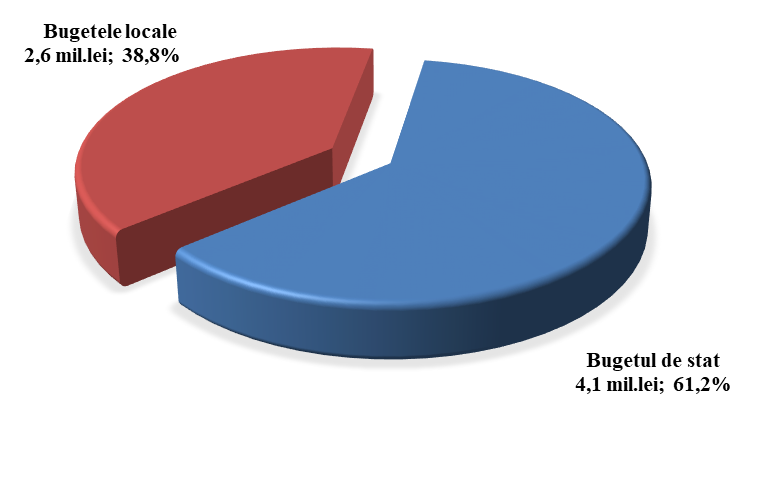 Bugetele locale
2,6 mil.lei; 38,8%
Bugetul de stat
4,1 mil.lei; 61,2%